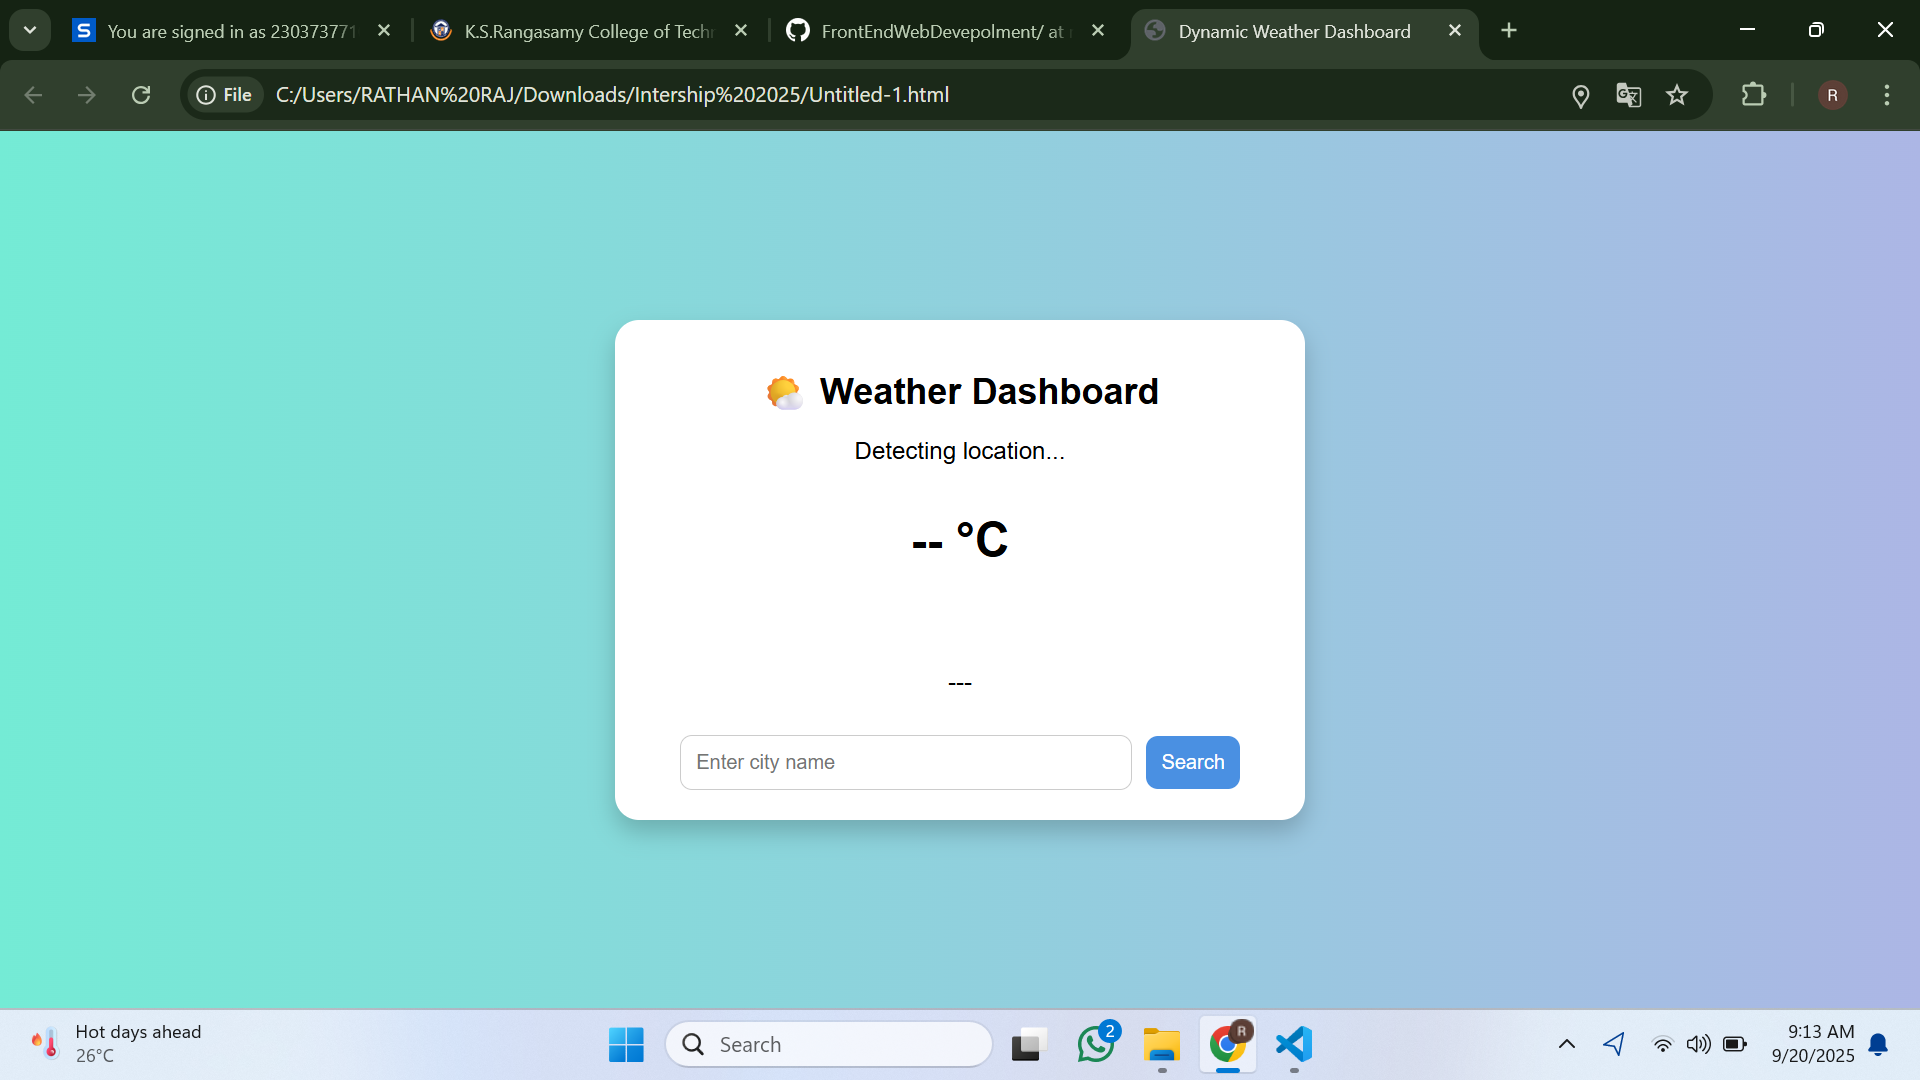 You are signed in as 230373771
K.S.Rangasamy College of Techn
FrontEndWebDevepolment/ at
Dynamic Weather Dashboard
File
C:/Users/RATHAN%20RAJ/Downloads/Intership%202025/Untitled-1.html
R
Weather Dashboard
Detecting location...
-- °C
---
Enter city name
Search
Hot days ahead
26°C
Search
2
R
9:13 AM
9/20/2025